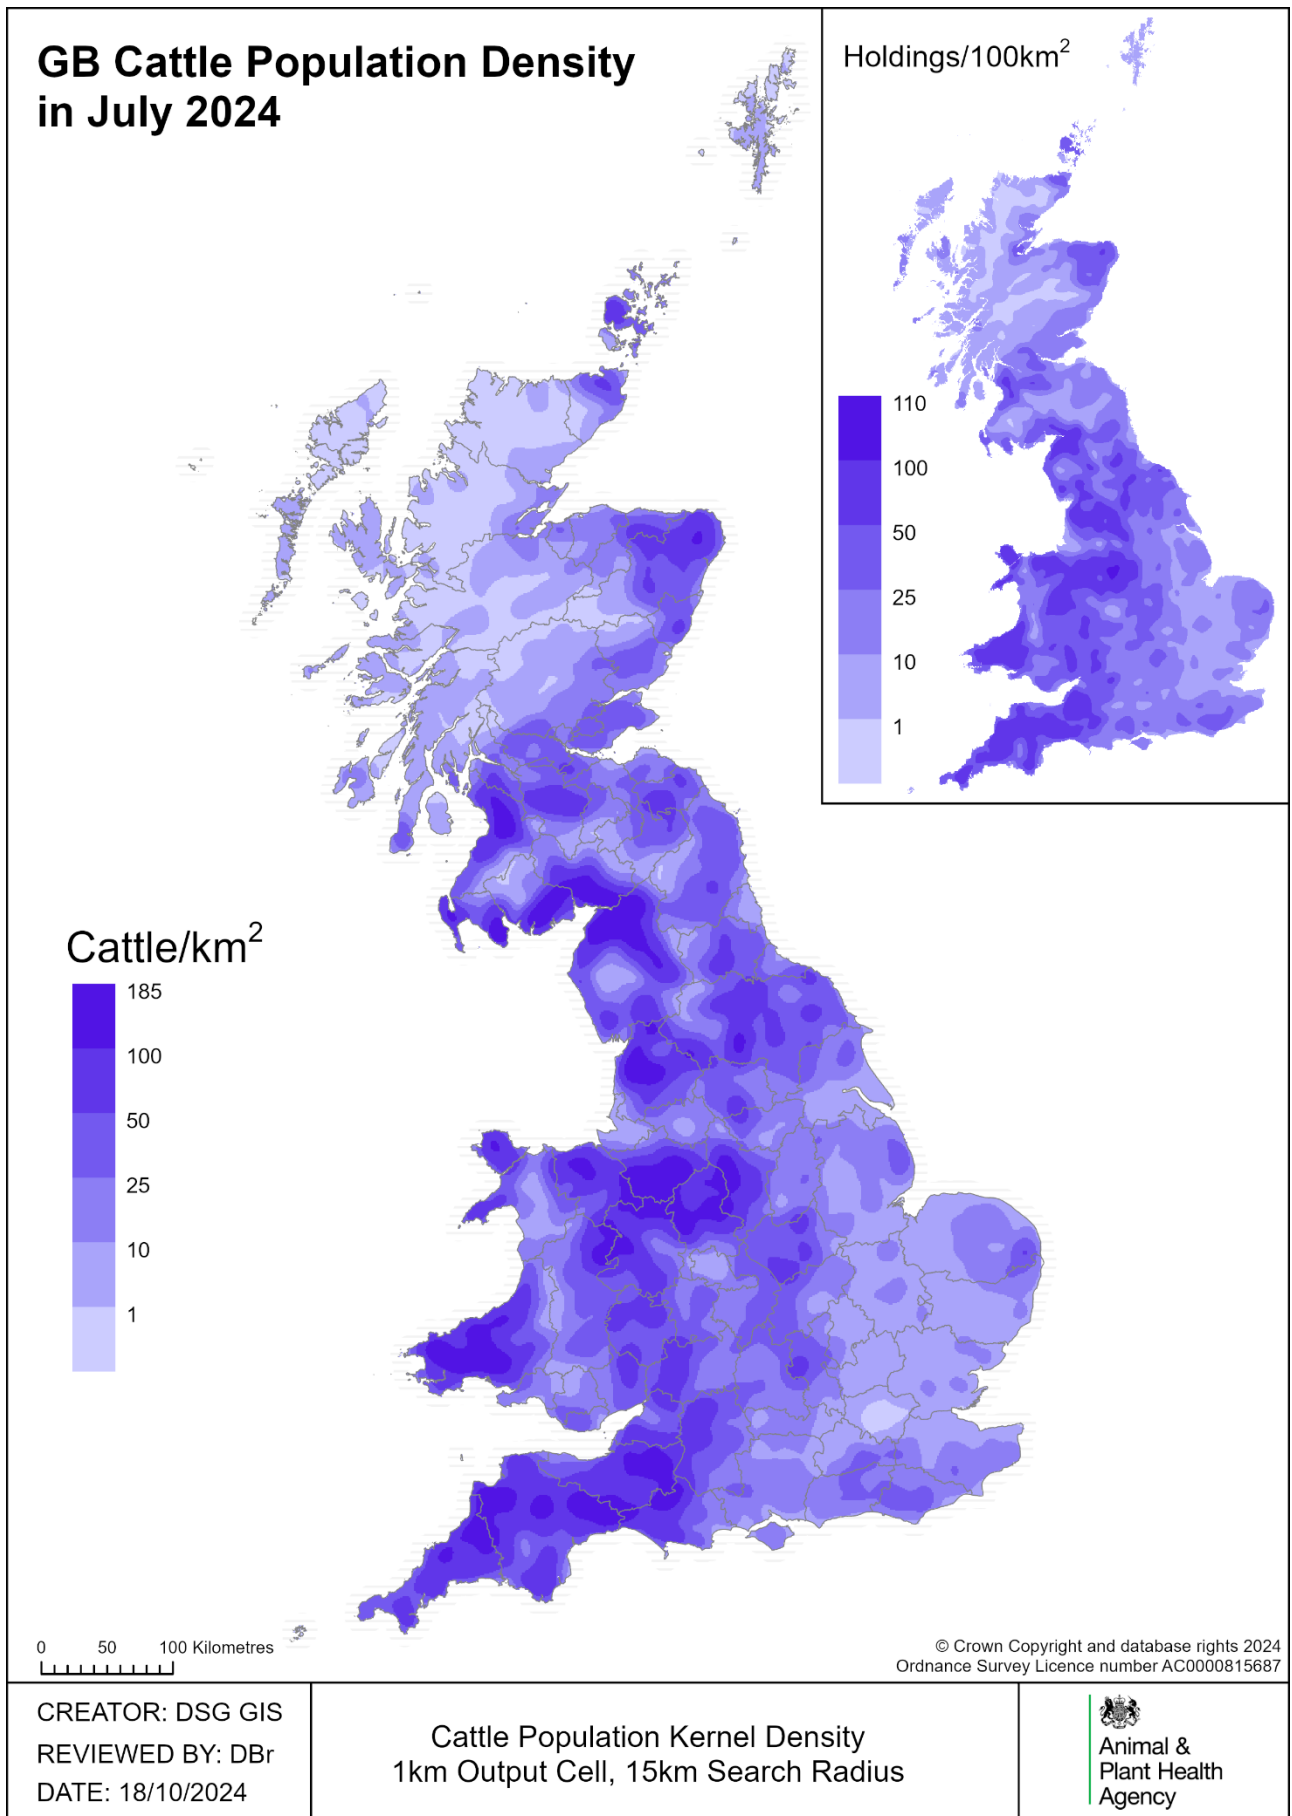 GB Cattle Population Density
in July 2024
Holdings/100km²
110
100
50
25
10
1
Cattle/km²
185
100
50
25
10
1
0 50 100 Kilometres
© Crown Copyright and database rights 2024
Ordnance Survey Licence number AC0000815687
CREATOR: DSG GIS
REVIEWED BY: DBr
DATE: 18/10/2024
Cattle Population Kernel Density
1km Output Cell, 15km Search Radius
Animal &
Plant Health
Agency